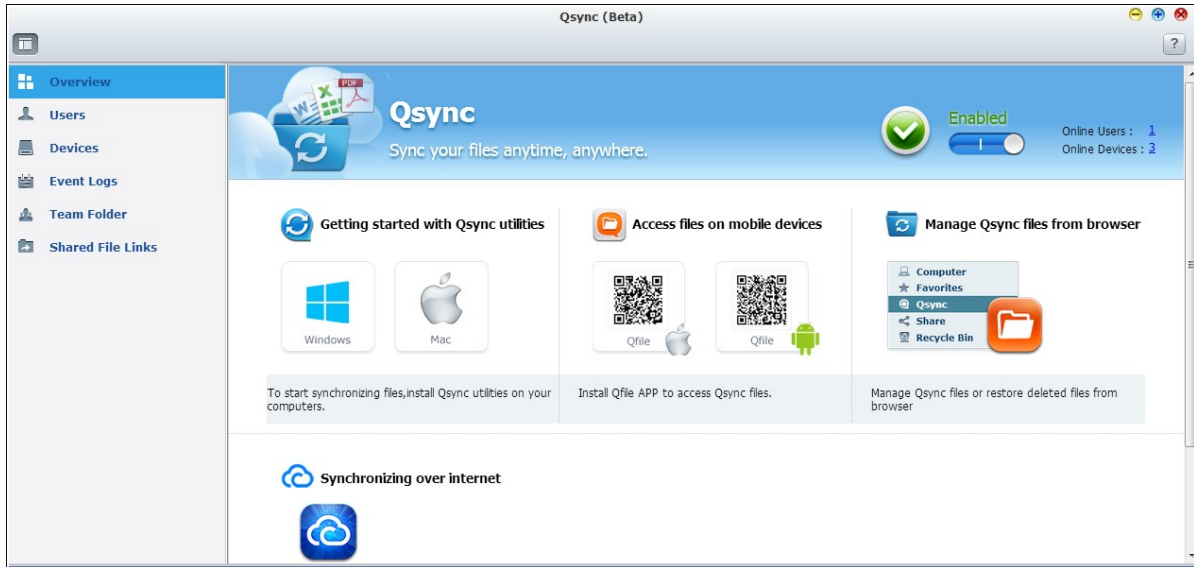 Qsync (Beta)
?
Overview
Users
Devices
Event Logs
Team Folder
Shared File Links
W
X
PDF
Qsync
Sync your files anytime, anywhere.
Enabled
Online Users : 1
Online Devices : 3
Getting started with Qsync utilities
Windows
Mac
To start synchronizing files,install Qsync utilities on your
computers.
Access files on mobile devices
Qfile
Qfile
Install Qfile APP to access Qsync files.
Manage Qsync files from browser
Computer
Favorites
Qsync
Share
Recycle Bin
Manage Qsync files or restore deleted files from
browser
Synchronizing over internet